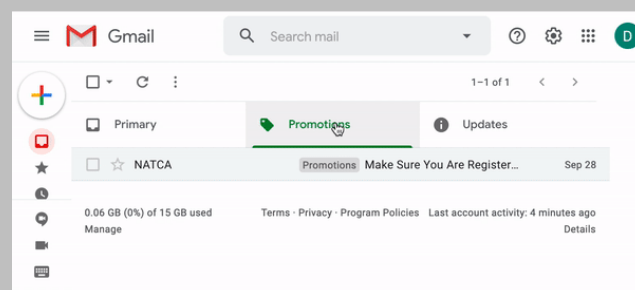 Gmail
Search mail
D
1–1 of 1
Primary
Promotions
Updates
NATCA
Promotions
Make Sure You Are Register...
Sep 28
0.06 GB (0%) of 15 GB used
Manage
Terms · Privacy · Program Policies
Last account activity: 4 minutes ago
Details